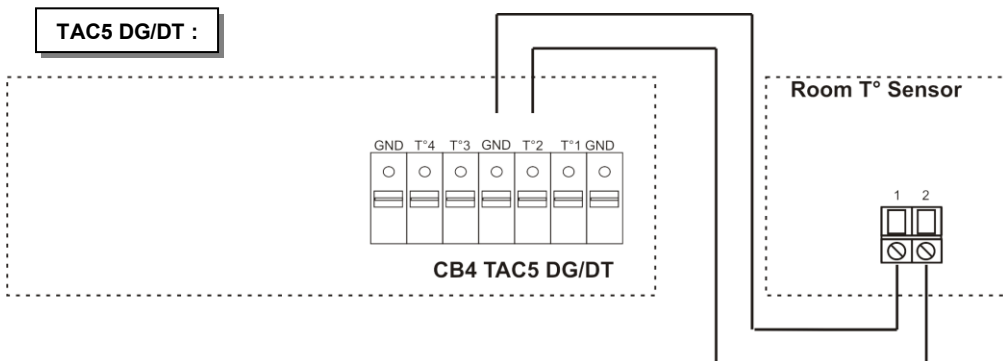 TAC5 DG/DT :
Room T° Sensor
GND T°4 T°3 GND T°2 T°1 GND
1 2
CB4 TAC5 DG/DT